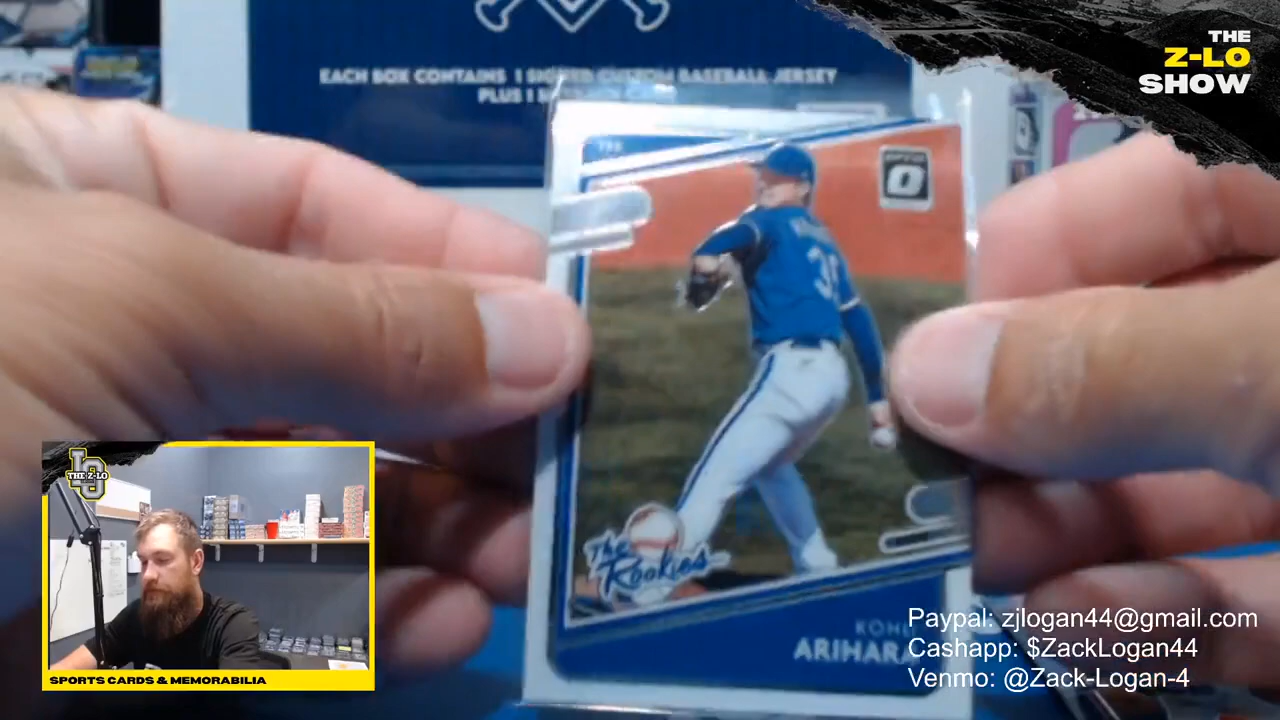 THE
Z-LO
SHOW
EACH BOX CONTAINS 1 SIGNED CUSTOM BASEBALL JERSEY
PLUS 1
OPTIC
The
Rookies
ARIHARA
THE Z-LO
SPORTS CARDS & MEMORABILIA
Paypal: zjlogan44@gmail.com
Cashapp: $ZackLogan44
Venmo: @Zack-Logan-4